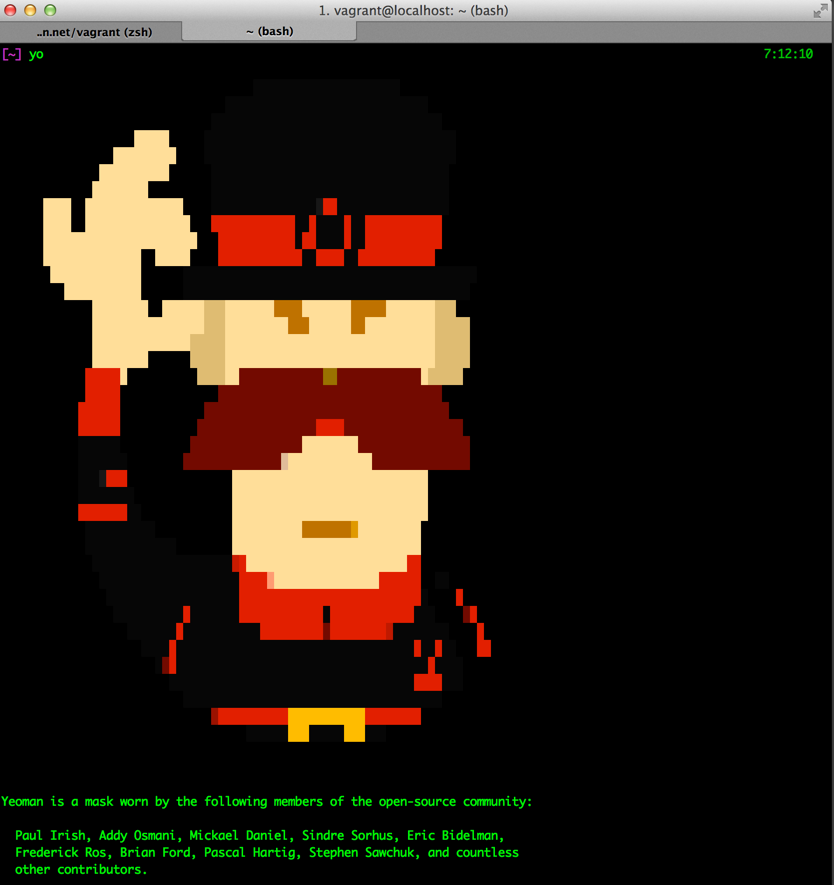 1. vagrant@localhost: ~ (bash)
..n.net/vagrant (zsh)
~ (bash)
[~] yo
7:12:10
Yeoman is a mask worn by the following members of the open-source community:
Paul Irish, Addy Osmani, Mickael Daniel, Sindre Sorhus, Eric Bidelman,
Frederick Ros, Brian Ford, Pascal Hartig, Stephen Sawchuk, and countless
other contributors.